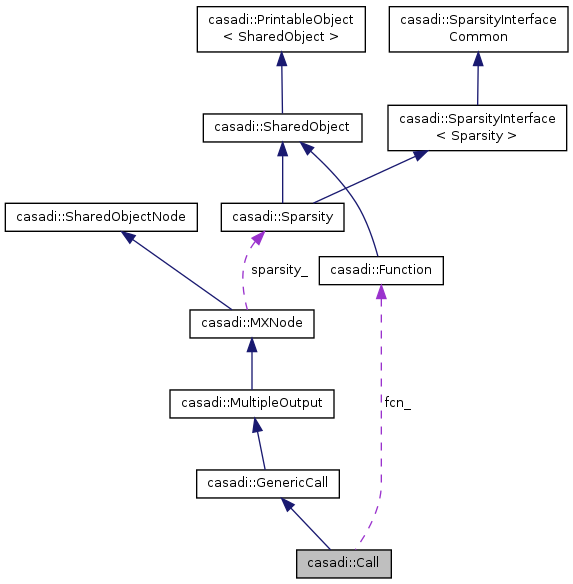 casadi::PrintableObject
< SharedObject >
casadi::SparsityInterface
Common
casadi::SharedObject
casadi::SparsityInterface
< Sparsity >
casadi::SharedObjectNode
casadi::Sparsity
sparsity_
casadi::Function
casadi::MXNode
casadi::MultipleOutput
fcn_
casadi::GenericCall
casadi::Call